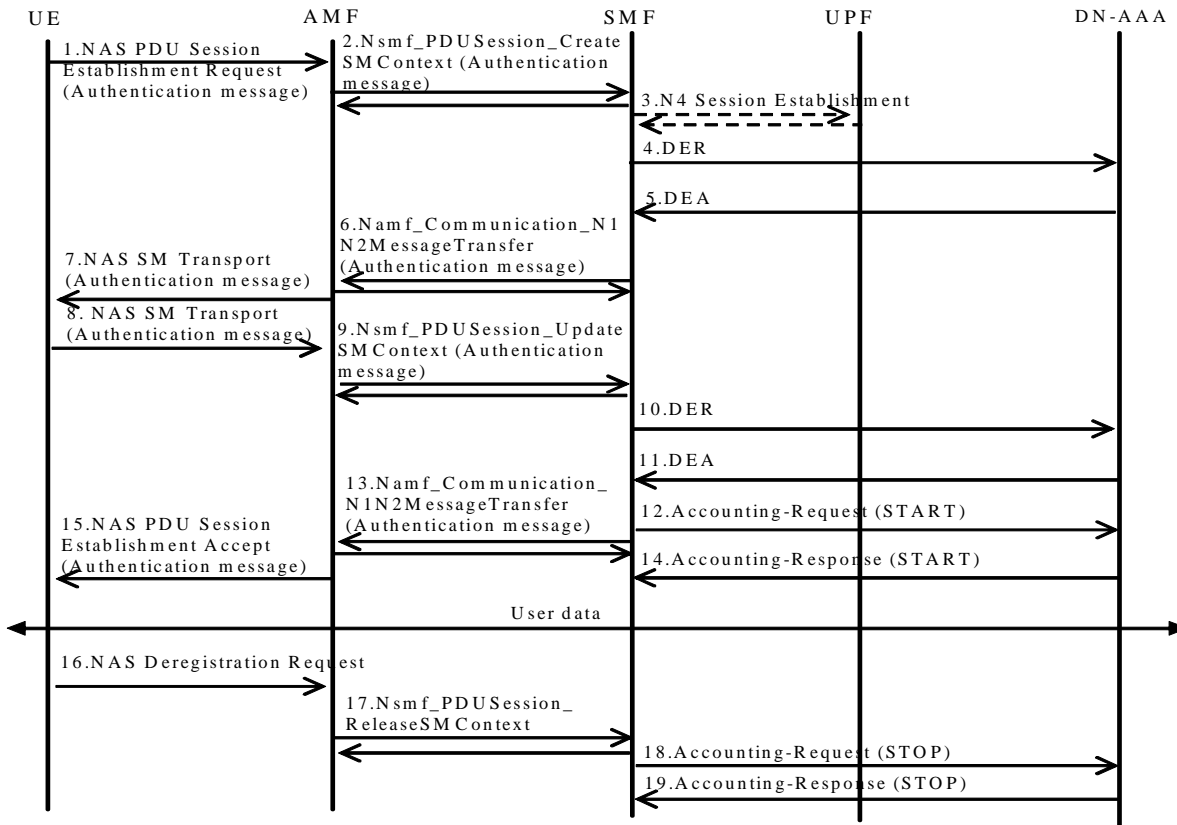 UE
AMF
SMF
UPF
DN-AAA
1.NAS PDU Session
Establishment Request
(Authentication message)
2.Nsmf_PDUSession_Create
SMContext (Authentication
message)
3.N4 Session Establishment
4.DER
5.DEA
6.Namf_Communication_N1
N2MessageTransfer
(Authentication message)
7.NAS SM Transport
(Authentication message)
8. NAS SM Transport
(Authentication message)
9.Nsmf_PDUSession_Update
SMContext (Authentication
message)
10.DER
11.DEA
13.Namf_Communication_
N1N2MessageTransfer
(Authentication message)
12.Accounting-Request (START)
15.NAS PDU Session
Establishment Accept
(Authentication message)
14.Accounting-Response (START)
User data
16.NAS Deregistration Request
17.Nsmf_PDUSession_
ReleaseSMContext
18.Accounting-Request (STOP)
19.Accounting-Response (STOP)